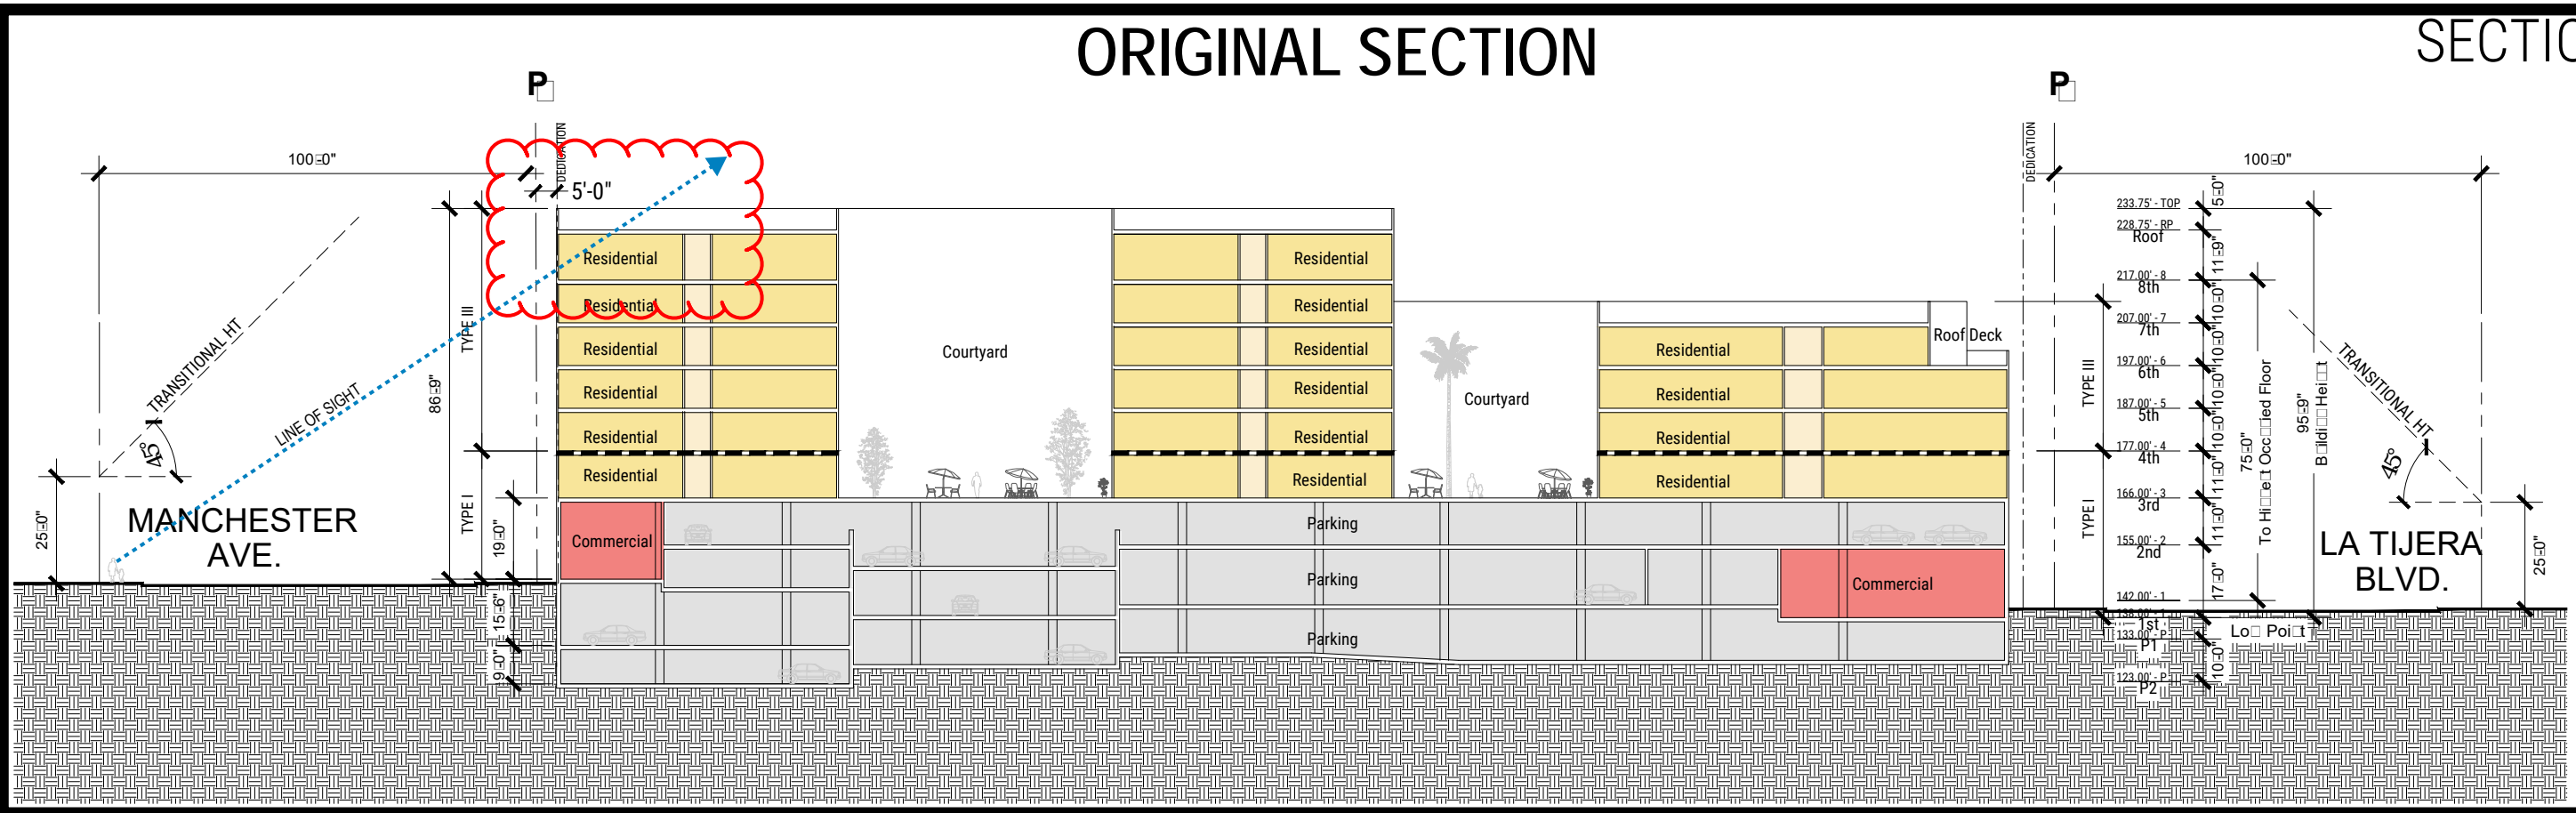 ORIGINAL SECTION
SECTIO
P
P
DEDICATION
DEDICATION
100'-0"
100'-0"
5'-0"
TRANSITIONAL HT
45°
LINE OF SIGHT
25'-0"
MANCHESTER
AVE.
86'-9"
TYPE III
TYPE I
19'-0"
15'-6"
9'-0"
Residential
Residential
Residential
Residential
Residential
Residential
Commercial
Courtyard
Residential
Residential
Residential
Residential
Residential
Residential
Courtyard
Roof Deck
Residential
Residential
Residential
Residential
Parking
Parking
Parking
Commercial
TYPE III
TYPE I
233.75' - TOP
228.75' - RP
Roof
217.00' - 8
8th
207.00' - 7
7th
197.00' - 6
6th
187.00' - 5
5th
177.00' - 4
4th
166.00' - 3
3rd
155.00' - 2
2nd
142.00' - 1
1st
133.00' - P
P1
123.00' - P
P2
5'-0"
11'-9"
10'-0"
10'-0"
10'-0"
10'-0"
11'-0"
11'-0"
17'-0"
10'-0"
75'-0"
95'-9"
TRANSITIONAL HT
45°
LA TIJERA
BLVD.
25'-0"